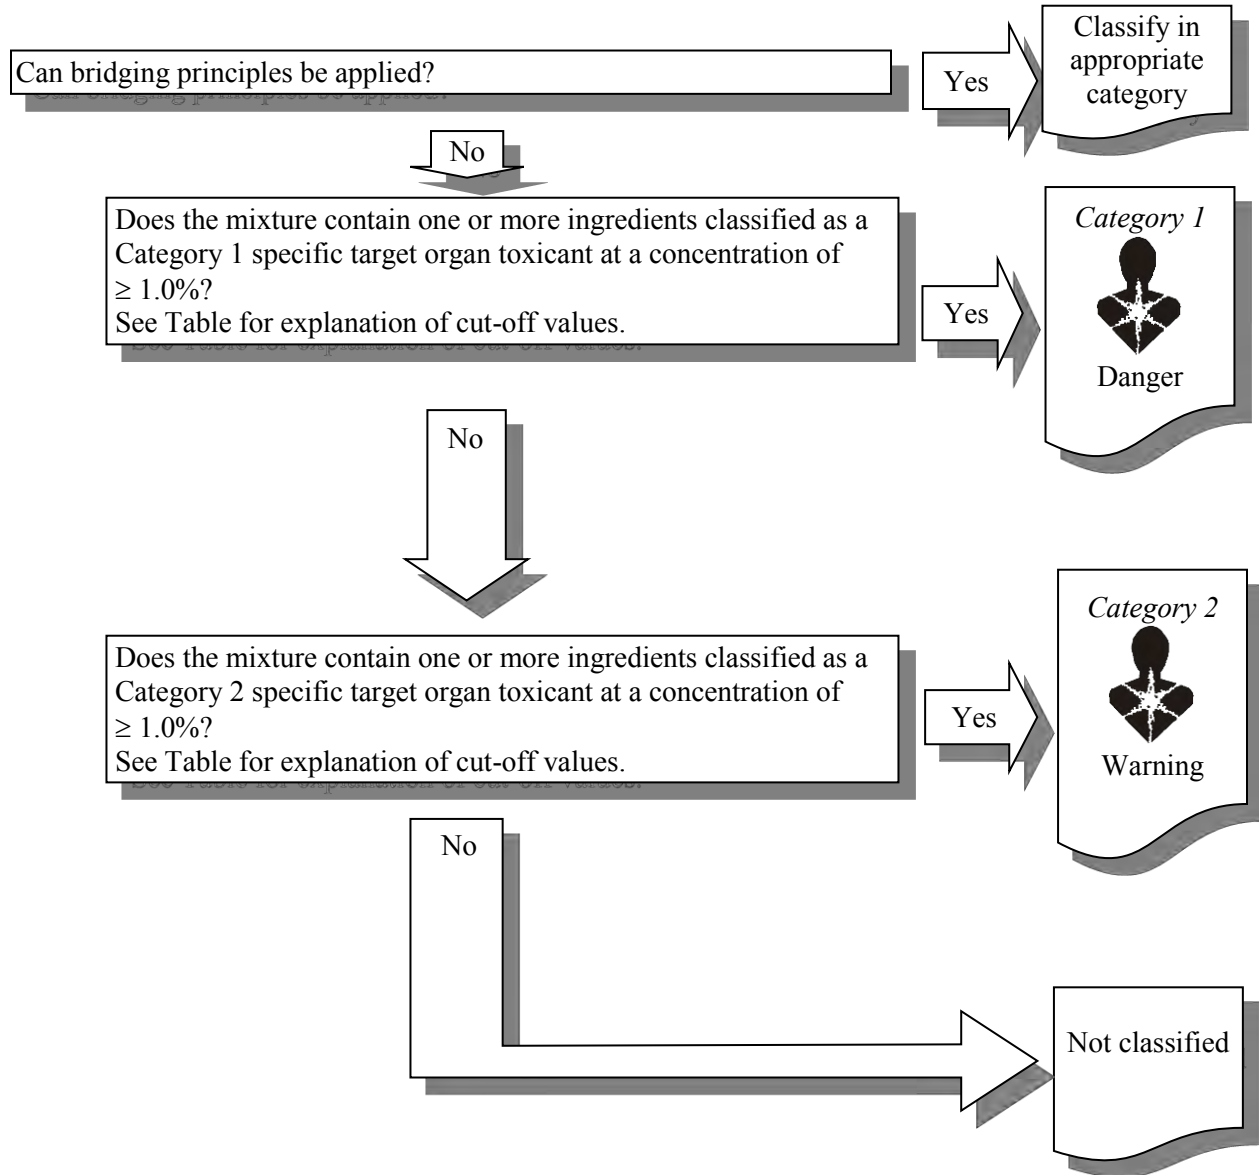 Can bridging principles be applied?
Yes
Classify in
appropriate
category
No
Does the mixture contain one or more ingredients classified as a
Category 1 specific target organ toxicant at a concentration of
≥ 1.0%?
See Table for explanation of cut-off values.
Yes
Category 1
Danger
No
Does the mixture contain one or more ingredients classified as a
Category 2 specific target organ toxicant at a concentration of
≥ 1.0%?
See Table for explanation of cut-off values.
Yes
Category 2
Warning
No
Not classified